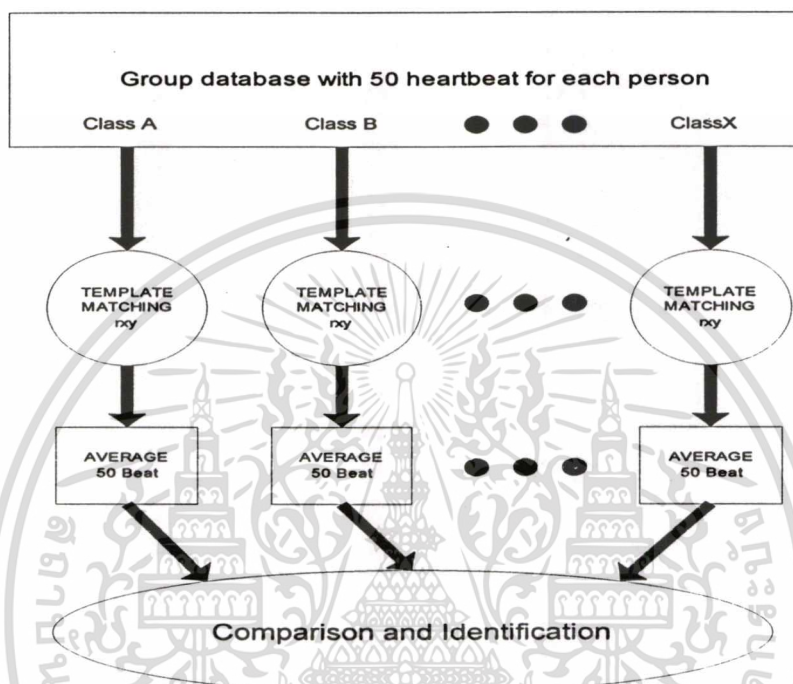 Group database with 50 heartbeat for each person
Class A Class B ClassX
TEMPLATE MATCHING rxy
TEMPLATE MATCHING rxy
TEMPLATE MATCHING rxy
AVERAGE 50 Beat
AVERAGE 50 Beat
AVERAGE 50 Beat
Comparison and Identification